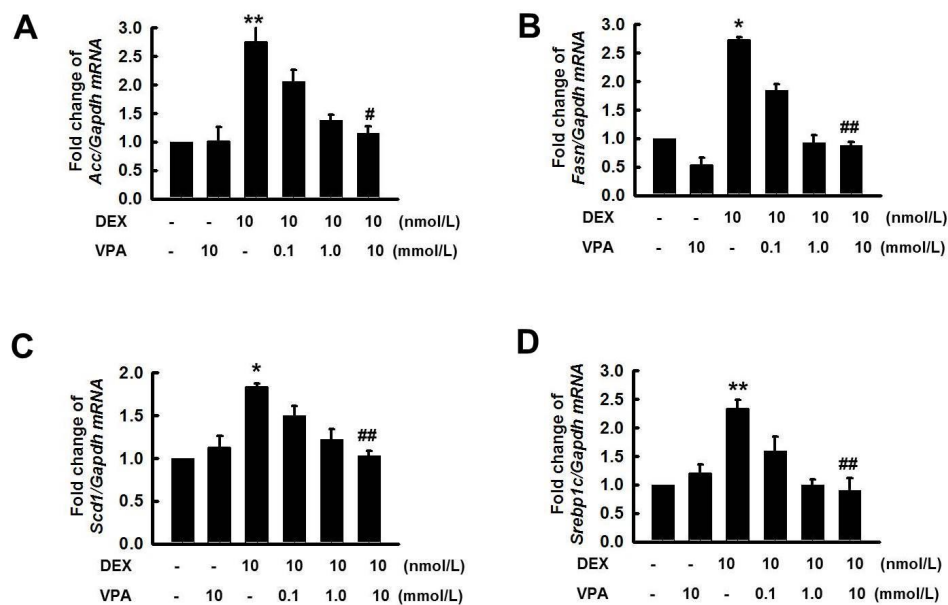 A
Fold change of
Acc/Gapdh mRNA
3.0
2.5
2.0
1.5
1.0
0.5
0.0
**
#
DEX - - 10 10 10 10 (nmol/L)
VPA - 10 - 0.1 1.0 10 (mmol/L)
B
Fold change of
Fasn/Gapdh mRNA
3.0
2.5
2.0
1.5
1.0
0.5
0.0
*
##
DEX - - 10 10 10 10 (nmol/L)
VPA - 10 - 0.1 1.0 10 (mmol/L)
C
Fold change of
Scd1/Gapdh mRNA
2.0
1.5
1.0
0.5
0.0
*
##
DEX - - 10 10 10 10 (nmol/L)
VPA - 10 - 0.1 1.0 10 (mmol/L)
D
Fold change of
Srebp1c/Gapdh mRNA
3.0
2.5
2.0
1.5
1.0
0.5
0.0
**
##
DEX - - 10 10 10 10 (nmol/L)
VPA - 10 - 0.1 1.0 10 (mmol/L)